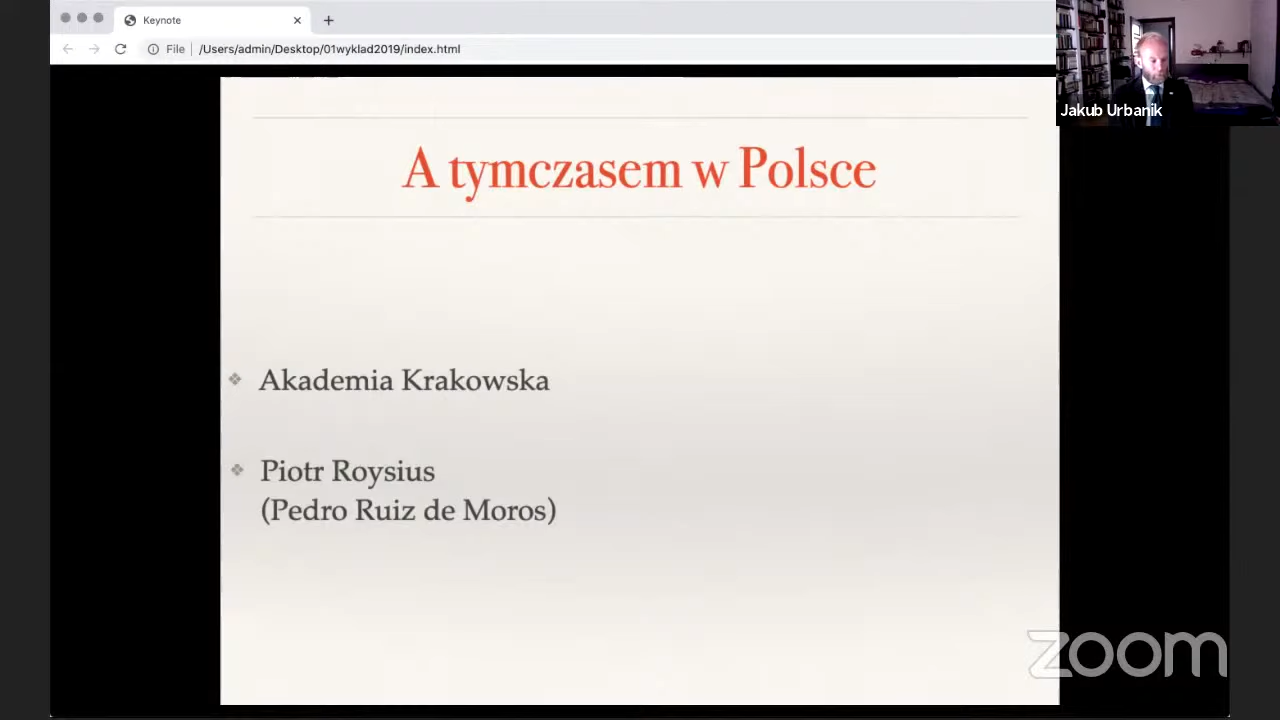 Keynote
File
/Users/admin/Desktop/01wyklad2019/index.html
Jakub Urbanik
A tymczasem w Polsce
Akademia Krakowska
Piotr Roysius
(Pedro Ruiz de Moros)
zoom